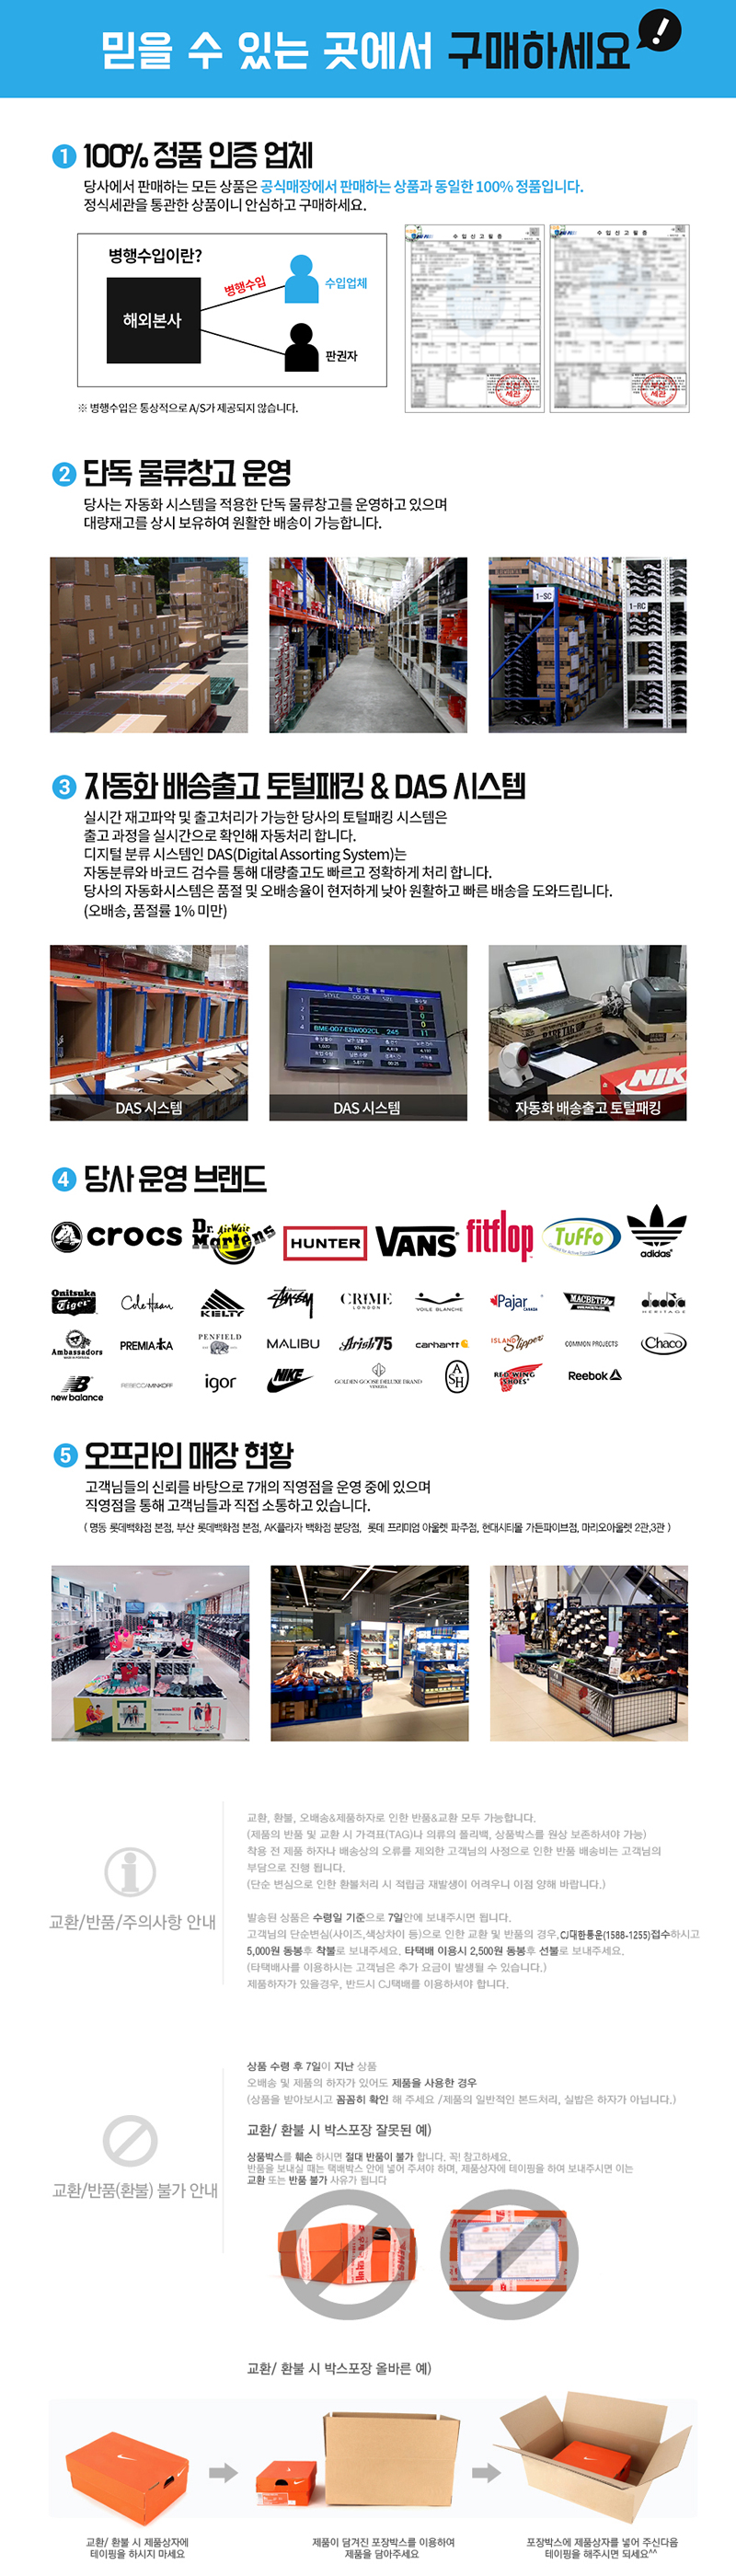 믿을 수 있는 곳에서 구매하세요!
1 100% 정품 인증 업체
당사에서 판매하는 모든 상품은 공식매장에서 판매하는 상품과 동일한 100% 정품입니다.
정식세관을 통관한 상품이니 안심하고 구매하세요.
병행수입이란?
해외본사
병행수입
수입업체
판권자
※ 병행수입은 통상적으로 A/S가 제공되지 않습니다.
수 입 신 고 필 증
수 입 신 고 필 증
세관
세관
2 단독 물류창고 운영
당사는 자동화 시스템을 적용한 단독 물류창고를 운영하고 있으며
대량재고를 상시 보유하여 원활한 배송이 가능합니다.
1-SC
1-RC
3 자동화 배송출고 토털패킹 & DAS 시스템
실시간 재고파악 및 출고처리가 가능한 당사의 토털패킹 시스템은
출고 과정을 실시간으로 확인해 자동처리 합니다.
디지털 분류 시스템인 DAS(Digital Assorting System)는
자동분류와 바코드 검수를 통해 대량출고도 빠르고 정확하게 처리 합니다.
당사의 자동화시스템은 품절 및 오배송율이 현저하게 낮아 원활하고 빠른 배송을 도와드립니다.
(오배송, 품절률 1% 미만)
STYLE COLOR SIZE
BME-007-ESW002CL 245 11
NIK
DAS 시스템
DAS 시스템
자동화 배송출고 토털패킹
4 당사 운영 브랜드
crocs Dr. Martens HUNTER VANS fitflop Tuffo adidas
Onitsuka Tiger Cole Haan KELTY STUSSY CRIME LONDON VOILE BLANCHE Pajar CANADA MACBETH diadora HERITAGE
Ambassadors PREMIATA PENFIELD MALIBU Arish75 carhartt ISLAND Slipper COMMON PROJECTS Chaco
new balance REBECCAMINKOFF igor NIKE GOLDEN GOOSE DELUXE BRAND VENEZIA ASH RED WING SHOES Reebok
5 오프라인 매장 현황
고객님들의 신뢰를 바탕으로 7개의 직영점을 운영 중에 있으며
직영점을 통해 고객님들과 직접 소통하고 있습니다.
( 명동 롯데백화점 본점, 부산 롯데백화점 본점, AK플라자 백화점 분당점, 롯데 프리미엄 아울렛 파주점, 현대시티몰 가든파이브점, 마리오아울렛 2관,3관 )
교환/반품/주의사항 안내
교환, 환불, 오배송&제품하자로 인한 반품&교환 모두 가능합니다.
(제품의 반품 및 교환 시 가격표(TAG)나 의류의 폴리백, 상품박스를 원상 보존하셔야 가능)
착용 전 제품 하자나 배송상의 오류를 제외한 고객님의 사정으로 인한 반품 배송비는 고객님의
부담으로 진행 됩니다.
(단순 변심으로 인한 환불처리 시 적립금 재발생이 어려우니 이점 양해 바랍니다.)
발송된 상품은 수령일 기준으로 7일안에 보내주시면 됩니다.
고객님의 단순변심(사이즈,색상차이 등)으로 인한 교환 및 반품의 경우,CJ대한통운(1588-1255)접수하시고
5,000원 동봉후 착불로 보내주세요. 타택배 이용시 2,500원 동봉후 선불로 보내주세요.
(타택배사를 이용하시는 고객님은 추가 요금이 발생될 수 있습니다.)
제품하자가 있을경우, 반드시 CJ택배를 이용하셔야 합니다.
교환/반품(환불) 불가 안내
상품 수령 후 7일이 지난 상품
오배송 및 제품의 하자가 있어도 제품을 사용한 경우
(상품을 받아보시고 꼼꼼히 확인 해 주세요 /제품의 일반적인 본드처리, 실밥은 하자가 아닙니다.)
교환/ 환불 시 박스포장 잘못된 예)
상품박스를 훼손 하시면 절대 반품이 불가 합니다. 꼭! 참고하세요.
반품을 보내실 때는 택배박스 안에 넣어 주셔야 하며, 제품상자에 테이핑을 하여 보내주시면 이는
교환 또는 반품 불가 사유가 됩니다
교환/ 환불 시 박스포장 올바른 예)
교환/ 환불 시 제품상자에
테이핑을 하시지 마세요
제품이 담겨진 포장박스를 이용하여
제품을 담아주세요
포장박스에 제품상자를 넣어 주신다음
테이핑을 해주시면 되세요^^